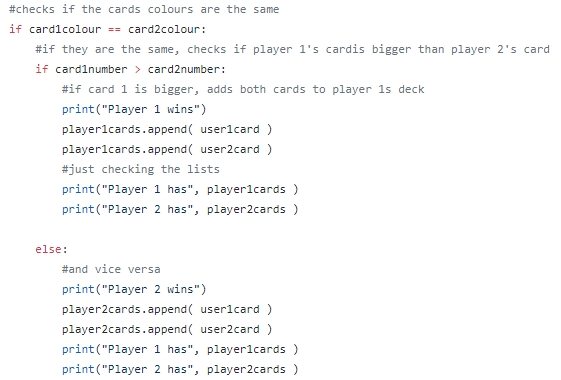 #checks if the cards colours are the same
if card1colour == card2colour:
#if they are the same, checks if player 1's cardis bigger than player 2's card
if card1number > card2number:
#if card 1 is bigger, adds both cards to player 1s deck
print("Player 1 wins")
player1cards.append( user1card )
player1cards.append( user2card )
#just checking the lists
print("Player 1 has", player1cards )
print("Player 2 has", player2cards )
else:
#and vice versa
print("Player 2 wins")
player2cards.append( user1card )
player2cards.append( user2card )
print("Player 1 has", player1cards )
print("Player 2 has", player2cards )